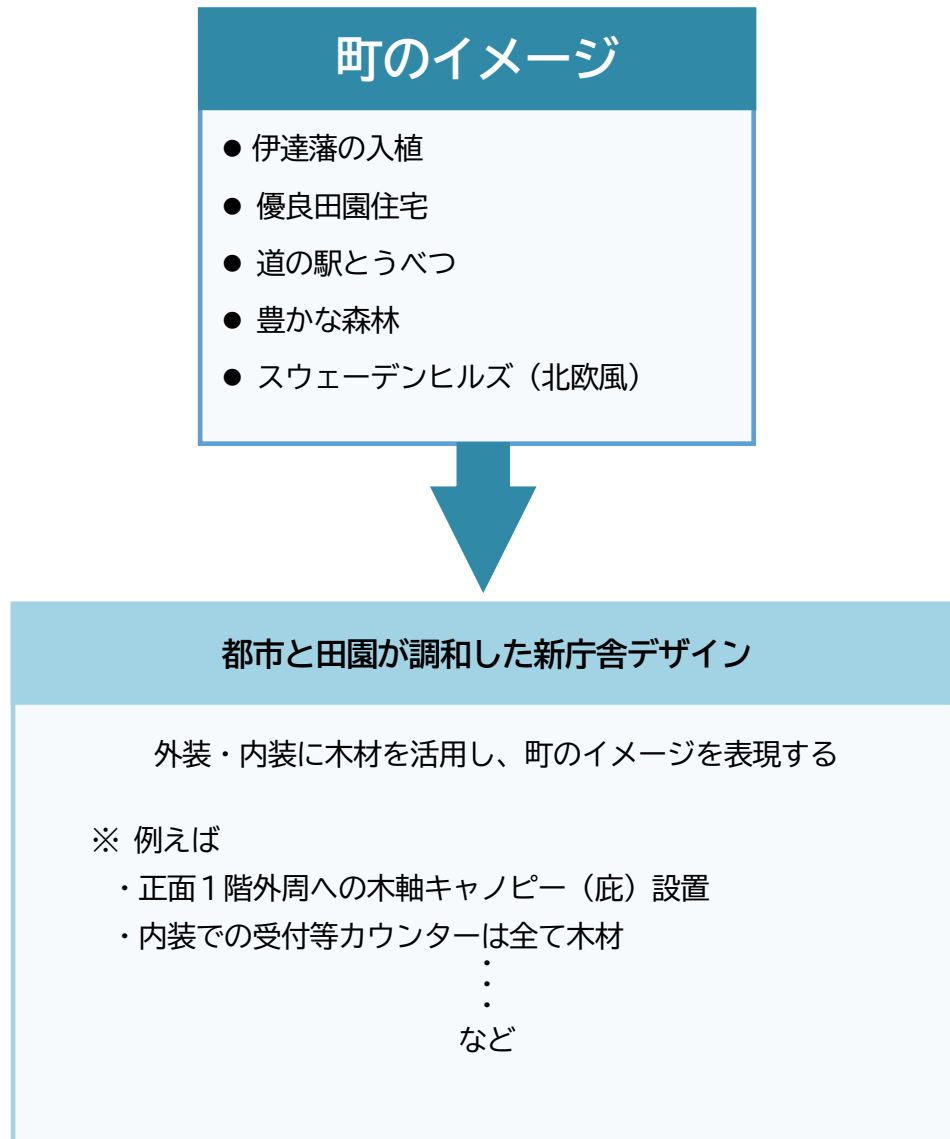 町のイメージ
● 伊達藩の入植
● 優良田園住宅
● 道の駅とうべつ
● 豊かな森林
● スウェーデンヒルズ（北欧風）
都市と田園が調和した新庁舎デザイン
外装・内装に木材を活用し、町のイメージを表現する
※ 例えば
・正面１階外周への木軸キャノピー（庇）設置
・内装での受付等カウンターは全て木材
・
・
・
など